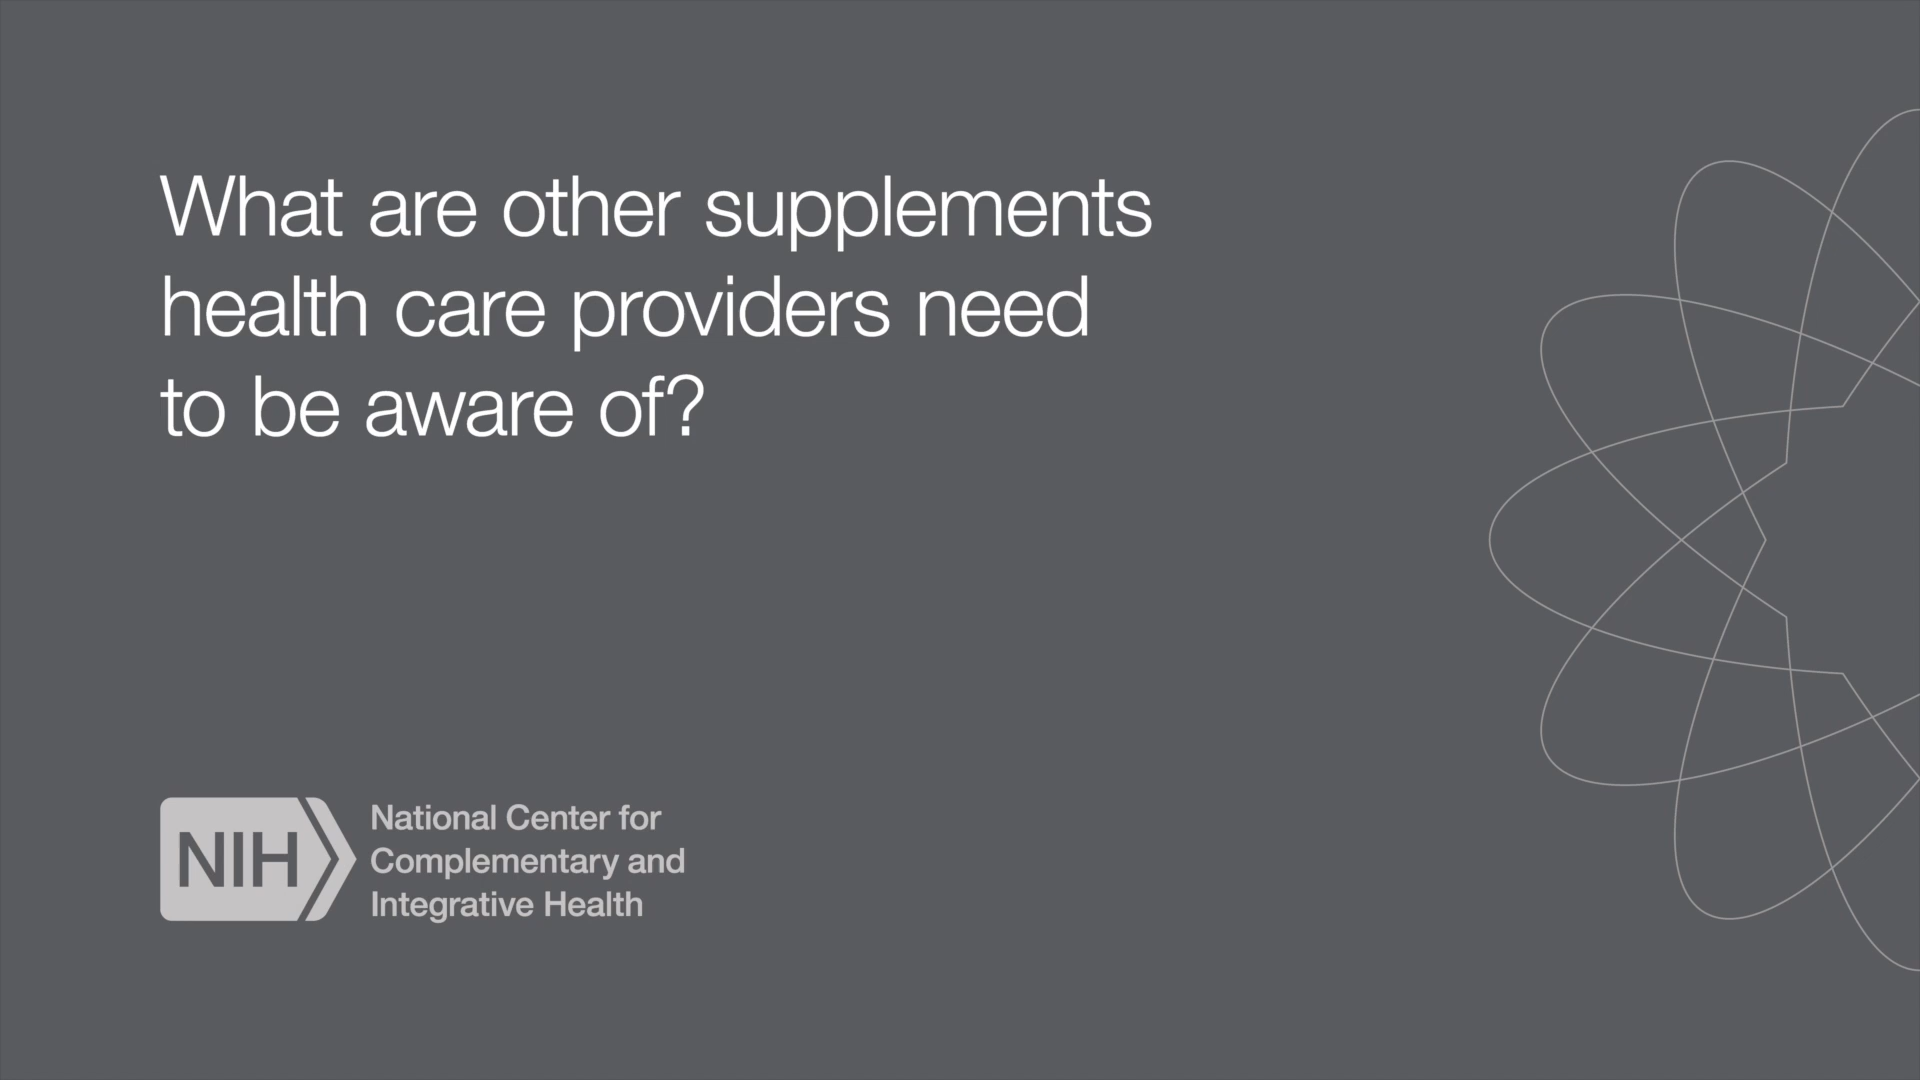 What are other supplements
health care providers need
to be aware of?
NIH
National Center for
Complementary and
Integrative Health